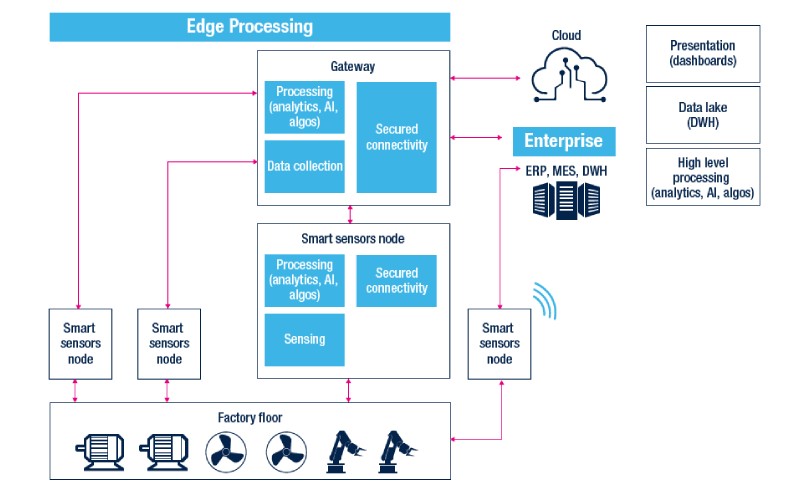 Edge Processing
Gateway
Processing
(analytics, AI,
algos)
Data collection
Secured
connectivity
Cloud
Enterprise
ERP, MES, DWH
Presentation
(dashboards)
Data lake
(DWH)
High level
processing
(analytics, AI, algos)
Smart sensors node
Processing
(analytics, AI,
algos)
Secured
connectivity
Sensing
Smart
sensors
node
Smart
sensors
node
Smart
sensors
node
Factory floor